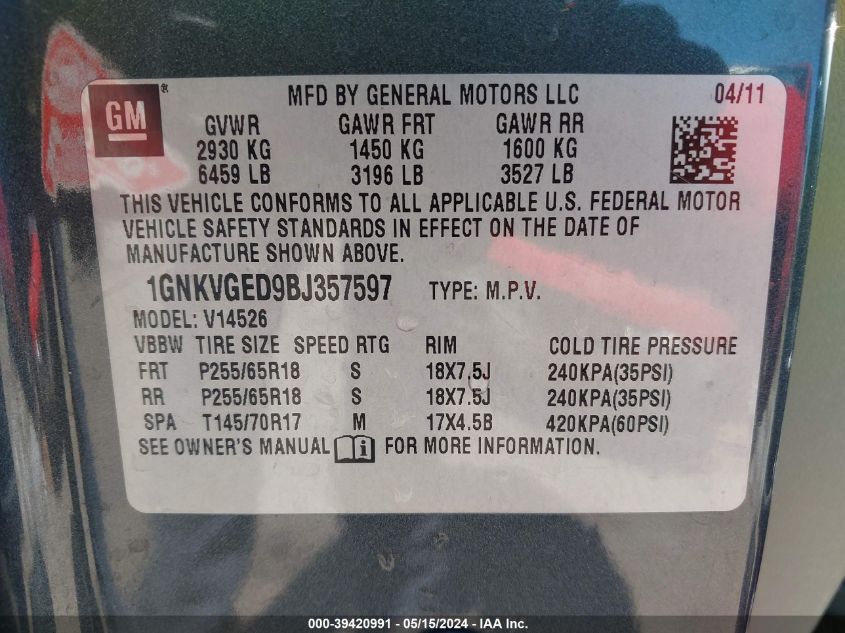 GM ® MFD BY GENERAL MOTORS LLC 04/11
GVWR GAWR FRT GAWR RR
2930 KG 1450 KG 1600 KG
6459 LB 3196 LB 3527 LB
THIS VEHICLE CONFORMS TO ALL APPLICABLE U.S. FEDERAL MOTOR
VEHICLE SAFETY STANDARDS IN EFFECT ON THE DATE OF
MANUFACTURE SHOWN ABOVE.
1GNKVGED9BJ357597 TYPE: M.P.V.
MODEL: V14526
VBBW TIRE SIZE SPEED RTG RIM COLD TIRE PRESSURE
FRT P255/65R18 S 18X7.5J 240KPA(35PSI)
RR P255/65R18 S 18X7.5J 240KPA(35PSI)
SPA T145/70R17 M 17X4.5B 420KPA(60PSI)
SEE OWNER'S MANUAL i FOR MORE INFORMATION.
000-39420991 - 05/15/2024 - IAA Inc.